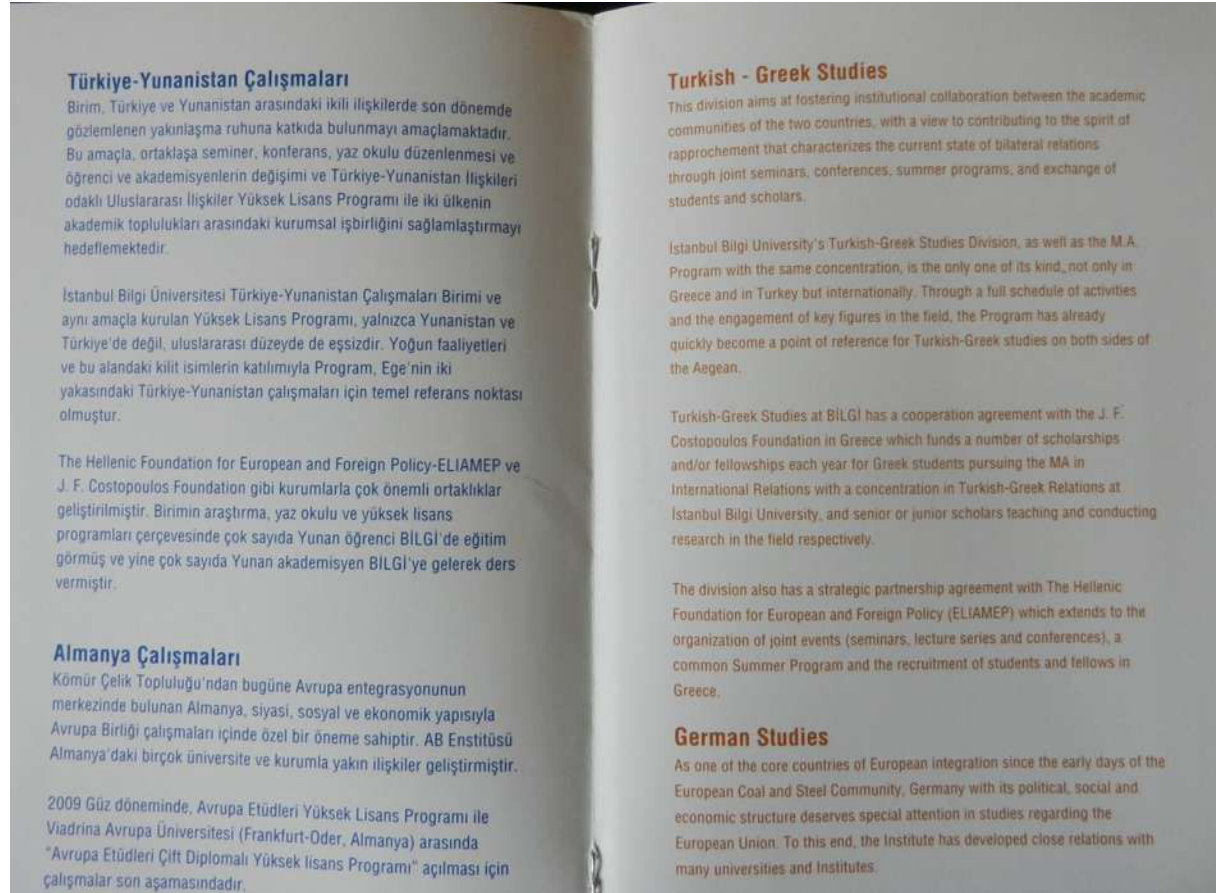 Türkiye-Yunanistan Çalışmaları
Birim, Türkiye ve Yunanistan arasındaki ikili ilişkilerde son dönemde
gözlemlenen yakınlaşma ruhuna katkıda bulunmayı amaçlamaktadır.
Bu amaçla, ortaklaşa seminer, konferans, yaz okulu düzenlenmesi ve
öğrenci ve akademisyenlerin değişimi ve Türkiye-Yunanistan İlişkileri
odaklı Uluslararası İlişkiler Yüksek Lisans Programı ile iki ülkenin
akademik toplulukları arasındaki kurumsal işbirliğini sağlamlaştırmayı
hedeflemektedir.
İstanbul Bilgi Üniversitesi Türkiye-Yunanistan Çalışmaları Birimi ve
aynı amaçla kurulan Yüksek Lisans Programı, yalnızca Yunanistan ve
Türkiye'de değil, uluslararası düzeyde de eşsizdir. Yoğun faaliyetleri
ve bu alandaki kilit isimlerin katılımıyla Program, Ege'nin iki
yakasındaki Türkiye-Yunanistan çalışmaları için temel referans noktası
olmuştur.
The Hellenic Foundation for European and Foreign Policy-ELIAMEP ve
J. F. Costopoulos Foundation gibi kurumlarla çok önemli ortaklıklar
geliştirilmiştir. Birimin araştırma, yaz okulu ve yüksek lisans
programları çerçevesinde çok sayıda Yunan öğrenci BİLGİ'de eğitim
görmüş ve yine çok sayıda Yunan akademisyen BİLGİ'ye gelerek ders
vermiştir.
Almanya Çalışmaları
Kömür Çelik Topluluğu'ndan bugüne Avrupa entegrasyonunun
merkezinde bulunan Almanya, siyasi, sosyal ve ekonomik yapısıyla
Avrupa Birliği çalışmaları içinde özel bir öneme sahiptir. AB Enstitüsü
Almanya'daki birçok üniversite ve kurumla yakın ilişkiler geliştirmiştir.
2009 Güz döneminde, Avrupa Etüdleri Yüksek Lisans Programı ile
Viadrina Avrupa Üniversitesi (Frankfurt-Oder, Almanya) arasında
"Avrupa Etüdleri Çift Diplomalı Yüksek lisans Programı" açılması için
çalışmalar son aşamasındadır.
Turkish - Greek Studies
This division aims at fostering institutional collaboration between the academic
communities of the two countries, with a view to contributing to the spirit of
rapprochement that characterizes the current state of bilateral relations
through joint seminars, conferences, summer programs, and exchange of
students and scholars.
İstanbul Bilgi University's Turkish-Greek Studies Division, as well as the M.A.
Program with the same concentration, is the only one of its kind, not only in
Greece and in Turkey but internationally. Through a full schedule of activities
and the engagement of key figures in the field, the Program has already
quickly become a point of reference for Turkish-Greek studies on both sides of
the Aegean.
Turkish-Greek Studies at BİLGİ has a cooperation agreement with the J. F.
Costopoulos Foundation in Greece which funds a number of scholarships
and/or fellowships each year for Greek students pursuing the MA in
International Relations with a concentration in Turkish-Greek Relations at
İstanbul Bilgi University, and senior or junior scholars teaching and conducting
research in the field respectively.
The division also has a strategic partnership agreement with The Hellenic
Foundation for European and Foreign Policy (ELIAMEP) which extends to the
organization of joint events (seminars, lecture series and conferences), a
common Summer Program and the recruitment of students and fellows in
Greece.
German Studies
As one of the core countries of European integration since the early days of the
European Coal and Steel Community, Germany with its political, social and
economic structure deserves special attention in studies regarding the
European Union. To this end, the Institute has developed close relations with
many universities and Institutes.